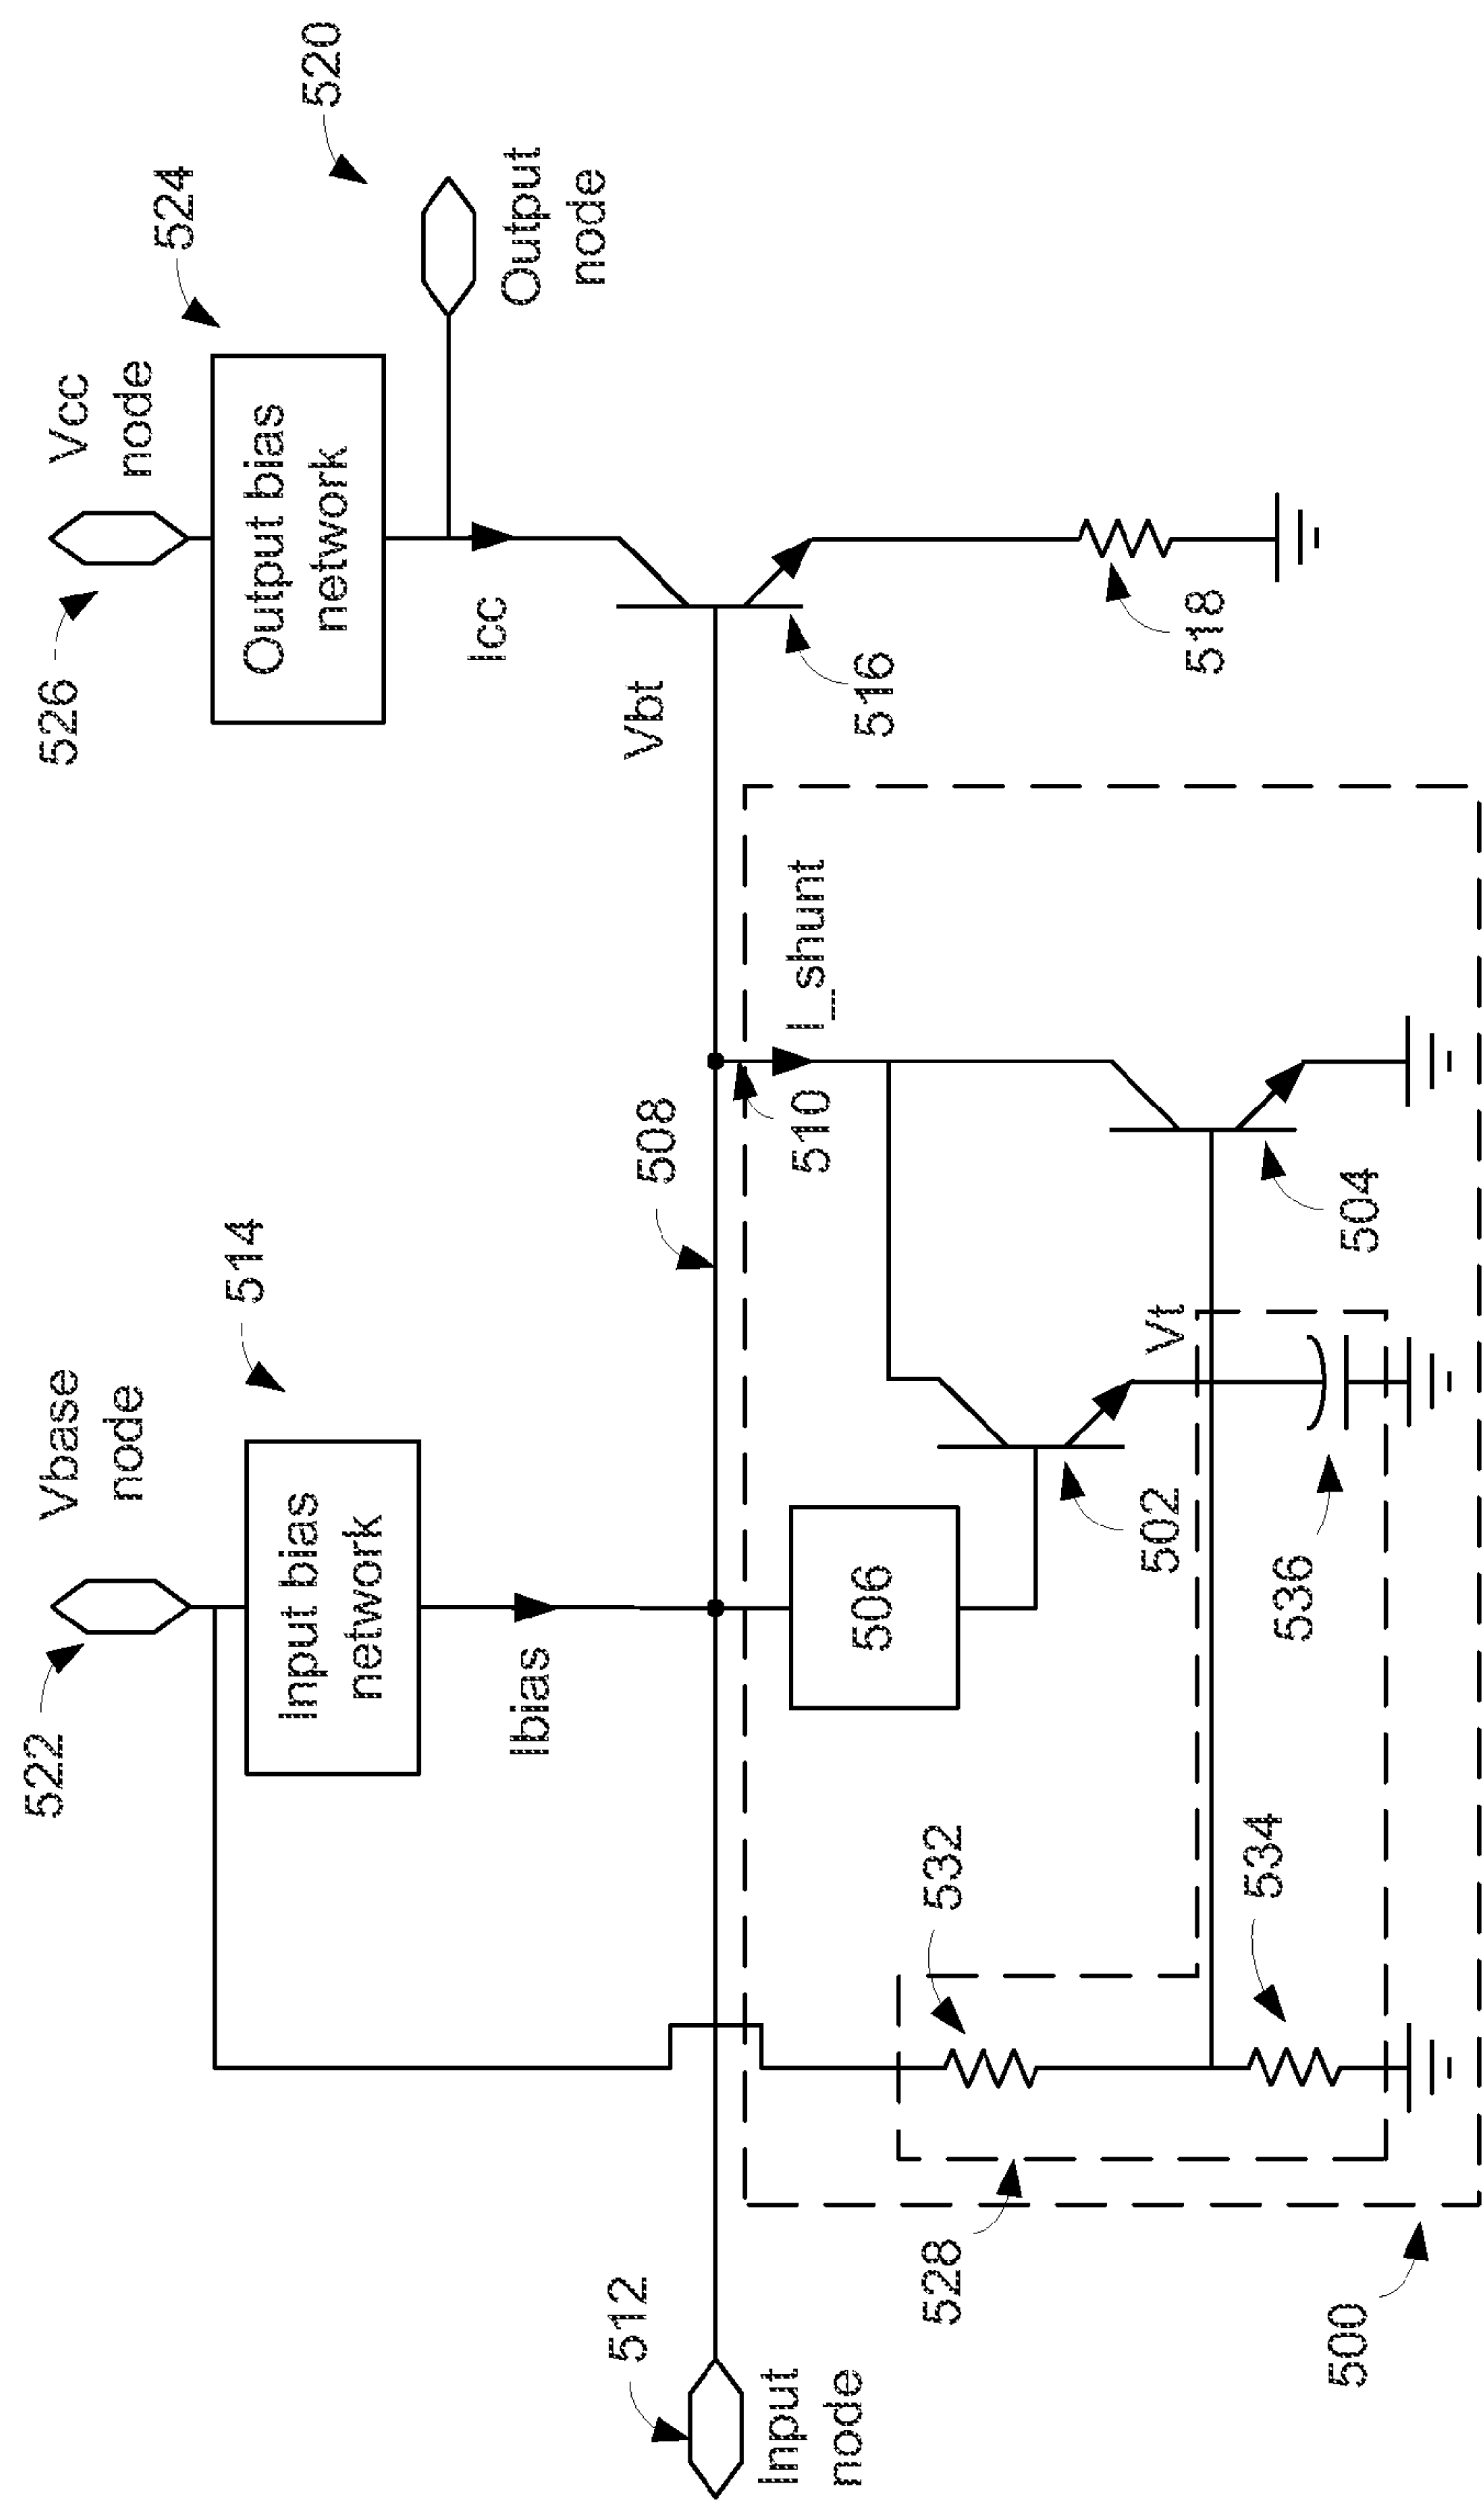 522
Vbase
node
514
Input bias
network
Ibias
526
Vcc
node
524
Output bias
network
520
Output
node
Icc
Vbt
508
512
Input
node
510
I_shunt
516
518
506
532
502
Vt
504
528
534
536
500